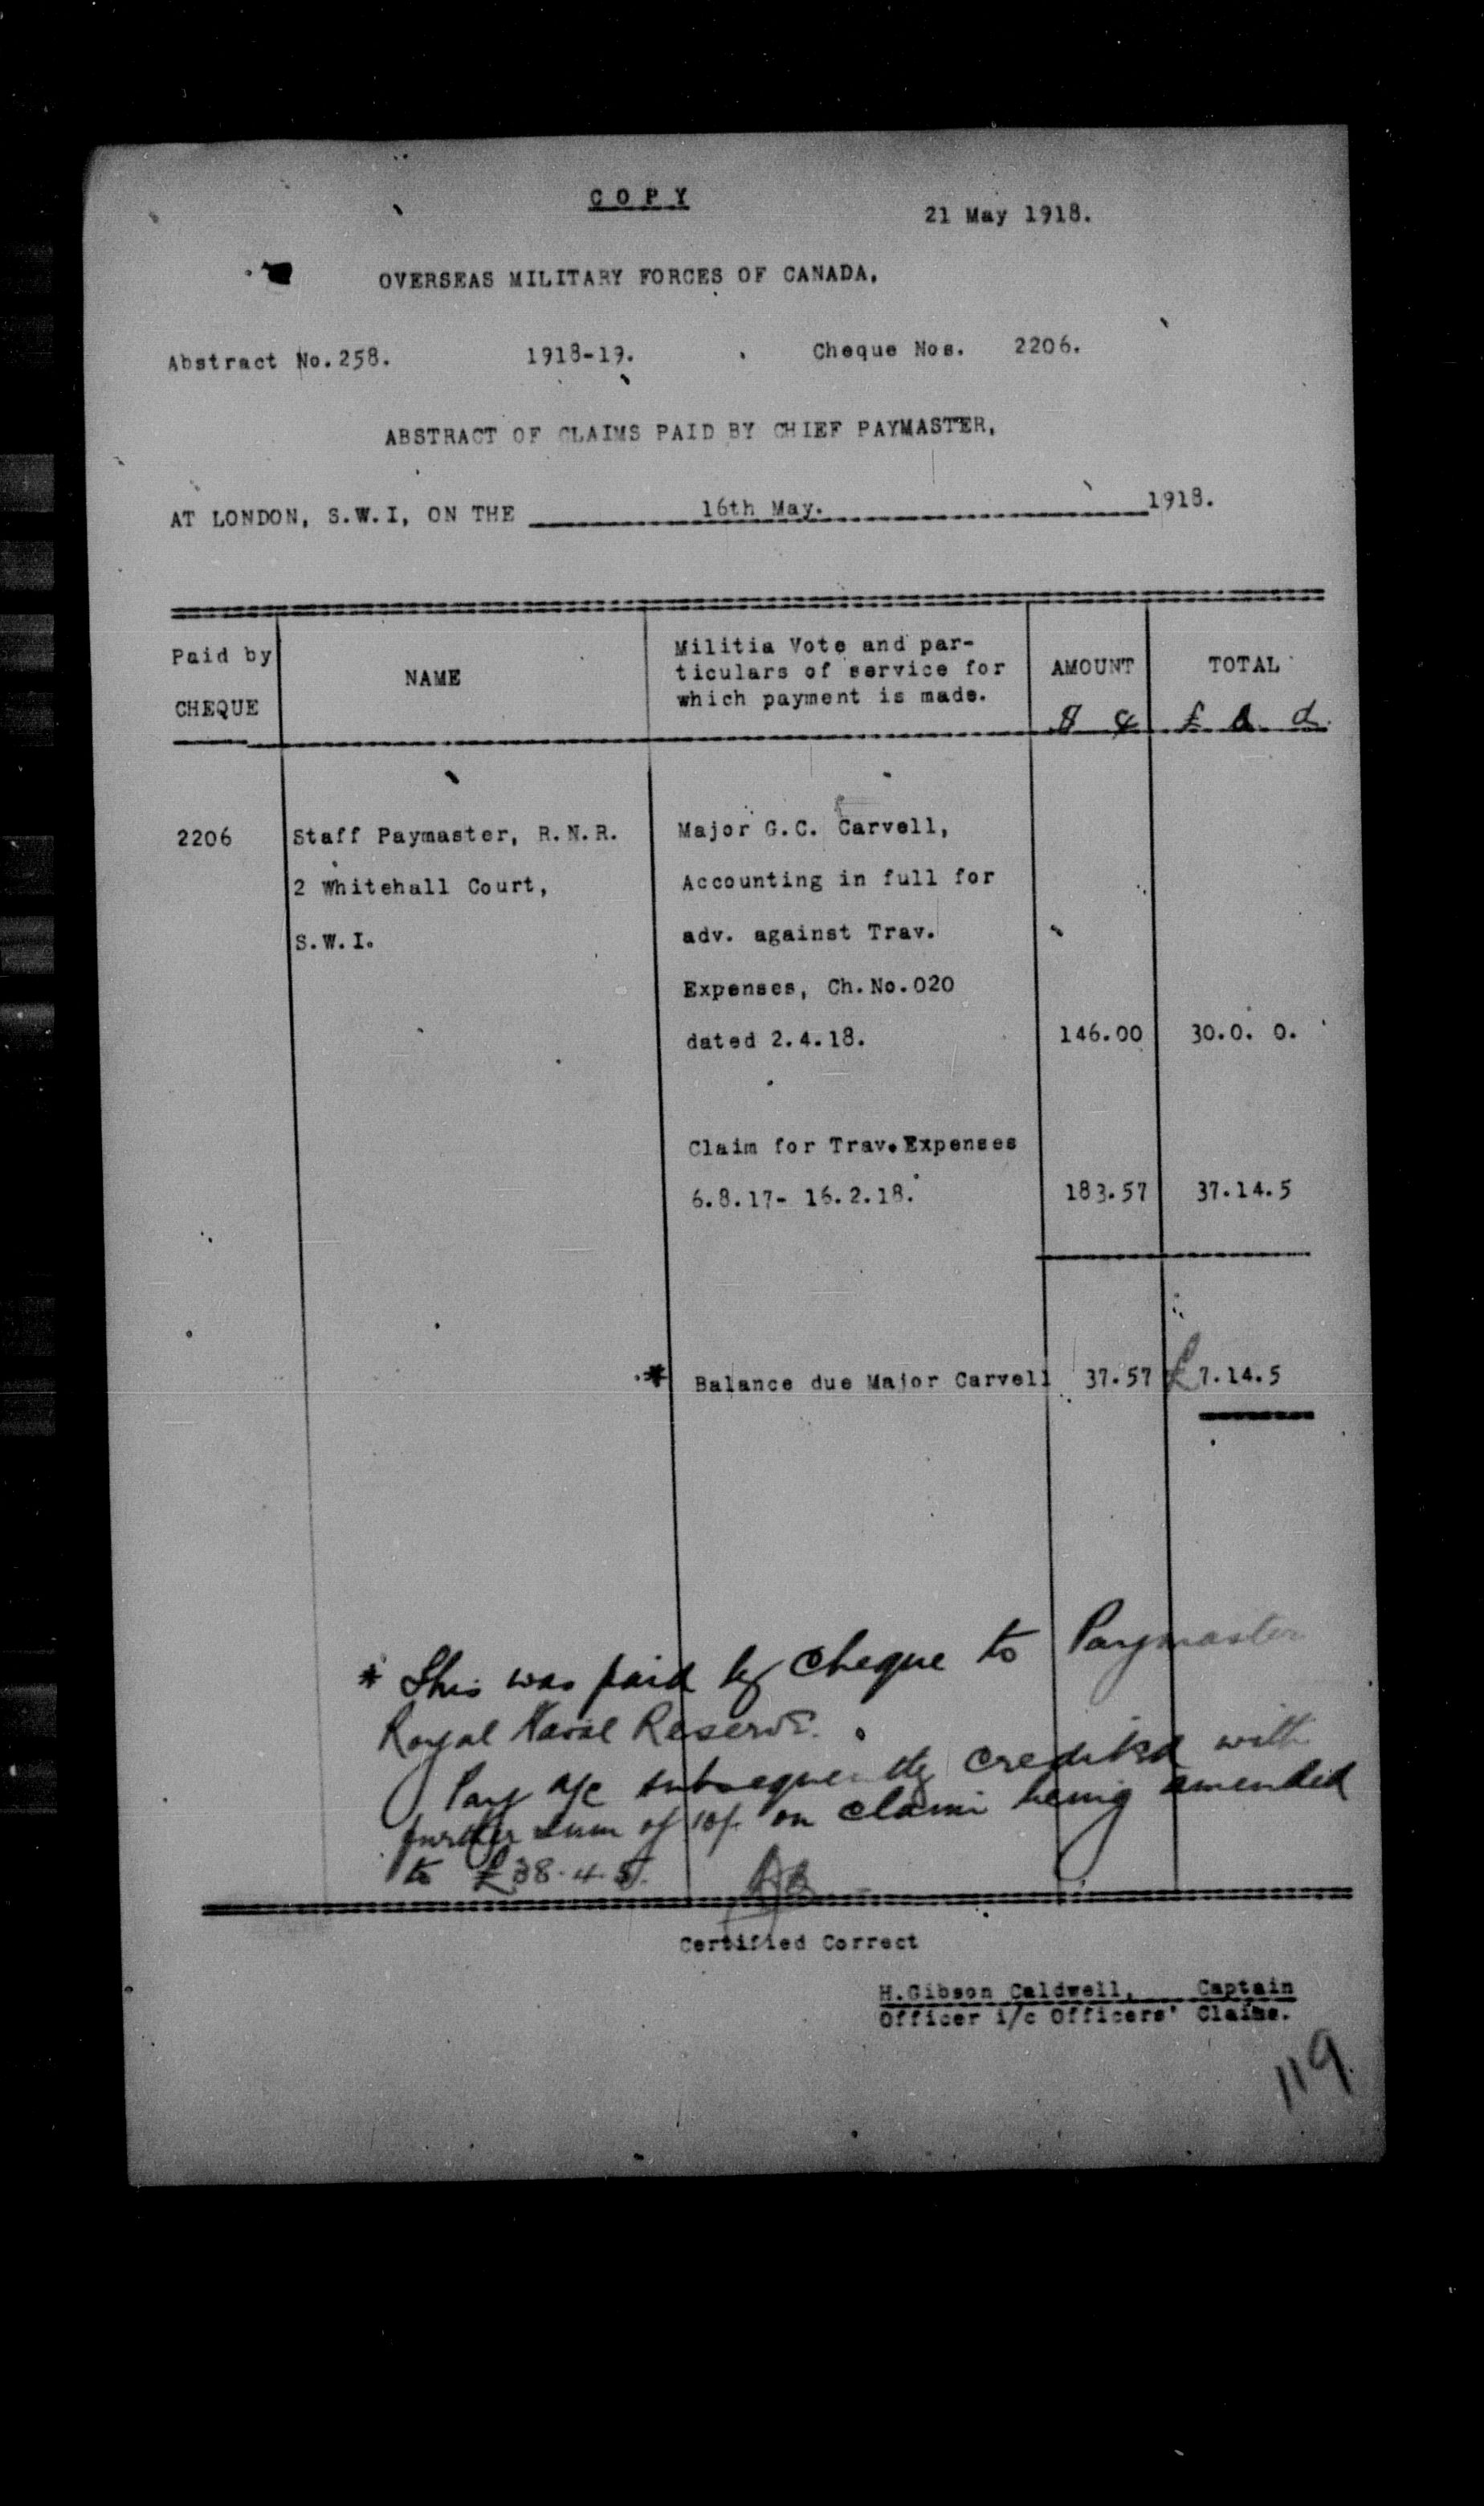 COPY
21 May 1918.
OVERSEAS MILITARY FORCES OF CANADA.
Abstract No.258. 1918-19. Cheque Nos. 2206.
ABSTRACT OF CLAIMS PAID BY CHIEF PAYMASTER,
AT LONDON, S.W.I, ON THE 16th May. 1918.
Paid by
CHEQUE
NAME
Militia Vote and par-
ticulars of service for
which payment is made.
AMOUNT
$ ¢
TOTAL
£ s. d.
2206 Staff Paymaster, R.N.R. Major G.C. Carvell,
2 Whitehall Court, Accounting in full for
S.W.I. adv. against Trav.
Expenses, Ch.No.020
dated 2.4.18. 146.00 30.0. 0.
Claim for Trav.Expenses
6.8.17- 16.2.18. 183.57 37.14.5
* Balance due Major Carvell 37.57 £7.14.5
* This was paid by cheque to Paymaster
Royal Naval Reserve.
Pay a/c subsequently credited with
further sum of 10/- on claim being amended
to £38.4.5.
Certified Correct
H.Gibson Caldwell, Captain
Officer i/c Officers' Claims.
119.